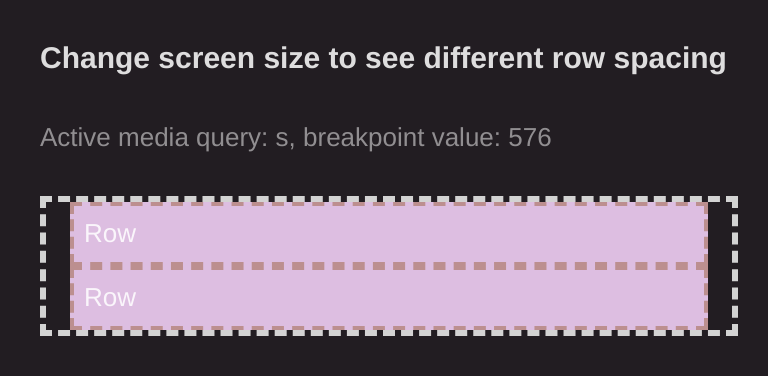 Change screen size to see different row spacing
Active media query: s, breakpoint value: 576
Row
Row